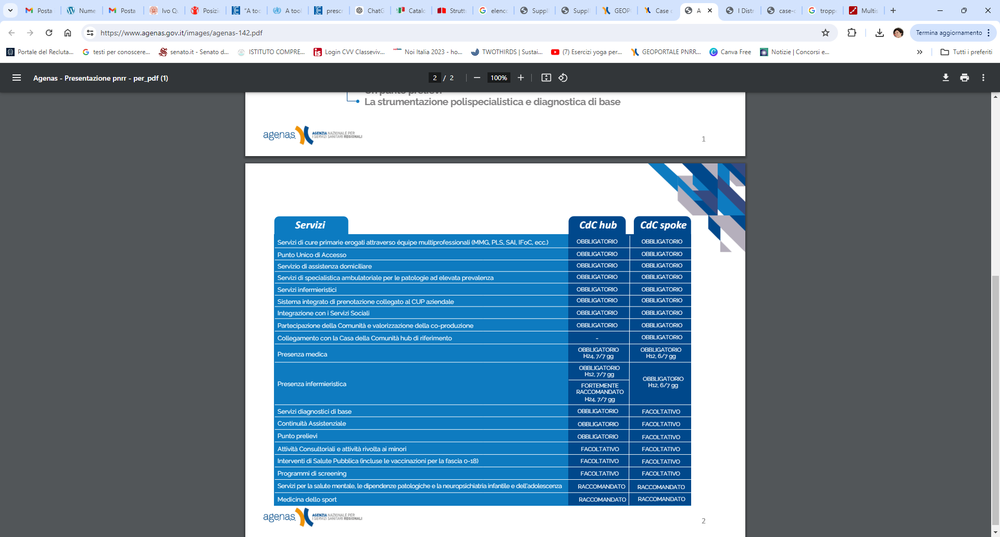 Posta
Nume
Posta
Ivo Qu
Posizi
"A too
A tool
prescr
ChatG
Catalo
Strutt
elenco
Suppl
Suppl
GEOP
Case d
A
I Distr
case-c
tropp
Multis
https://www.agenas.gov.it/images/agenas-142.pdf
Termina aggiornamento
Portale del Recluta...
testi per conoscere...
senato.it - Senato d...
ISTITUTO COMPRE...
Login CVV Classeviv...
Noi Italia 2023 - ho...
TWOTHIRDS | Sustai...
(7) Esercizi yoga per...
GEOPORTALE PNRR...
Canva Free
Notizie | Concorsi e...
Tutti i preferiti
Agenas - Presentazione pnrr - per_pdf (1)
2 / 2
100%
Un punto prelievi
La strumentazione polispecialistica e diagnostica di base
agenas. AGENZIA NAZIONALE PER
I SERVIZI SANITARI REGIONALI
1
Servizi CdC hub CdC spoke
Servizi di cure primarie erogati attraverso équipe multiprofessionali (MMG, PLS, SAI, IFoC, ecc.) OBBLIGATORIO OBBLIGATORIO
Punto Unico di Accesso OBBLIGATORIO OBBLIGATORIO
Servizio di assistenza domiciliare OBBLIGATORIO OBBLIGATORIO
Servizi di specialistica ambulatoriale per le patologie ad elevata prevalenza OBBLIGATORIO OBBLIGATORIO
Servizi infermieristici OBBLIGATORIO OBBLIGATORIO
Sistema integrato di prenotazione collegato al CUP aziendale OBBLIGATORIO OBBLIGATORIO
Integrazione con i Servizi Sociali OBBLIGATORIO OBBLIGATORIO
Partecipazione della Comunità e valorizzazione della co-produzione OBBLIGATORIO OBBLIGATORIO
Collegamento con la Casa della Comunità hub di riferimento - OBBLIGATORIO
Presenza medica
OBBLIGATORIO
H24, 7/7 gg
OBBLIGATORIO
H12, 6/7 gg
Presenza infermieristica
OBBLIGATORIO
H12, 7/7 gg
FORTEMENTE
RACCOMANDATO
H24, 7/7 gg
OBBLIGATORIO
H12, 6/7 gg
Servizi diagnostici di base OBBLIGATORIO FACOLTATIVO
Continuità Assistenziale OBBLIGATORIO FACOLTATIVO
Punto prelievi OBBLIGATORIO FACOLTATIVO
Attività Consultoriali e attività rivolta ai minori FACOLTATIVO FACOLTATIVO
Interventi di Salute Pubblica (incluse le vaccinazioni per la fascia 0-18) FACOLTATIVO FACOLTATIVO
Programmi di screening FACOLTATIVO FACOLTATIVO
Servizi per la salute mentale, le dipendenze patologiche e la neuropsichiatria infantile e dell'adolescenza RACCOMANDATO RACCOMANDATO
Medicina dello sport RACCOMANDATO RACCOMANDATO
agenas. AGENZIA NAZIONALE PER
I SERVIZI SANITARI REGIONALI
2